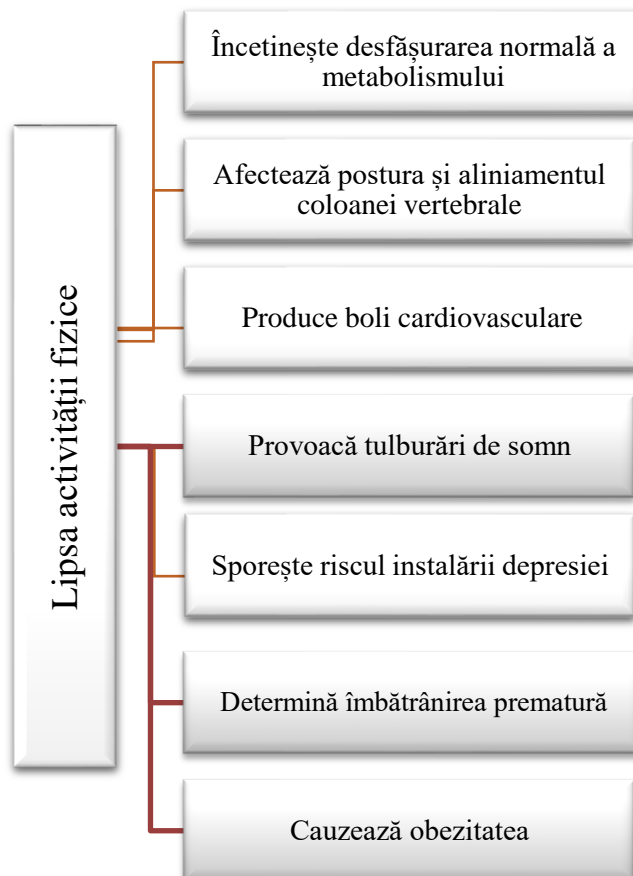 Lipsa activității fizice
Încetinește desfășurarea normală a
metabolismului
Afectează postura și aliniamentul
coloanei vertebrale
Produce boli cardiovasculare
Provoacă tulburări de somn
Sporește riscul instalării depresiei
Determină îmbătrânirea prematură
Cauzează obezitatea